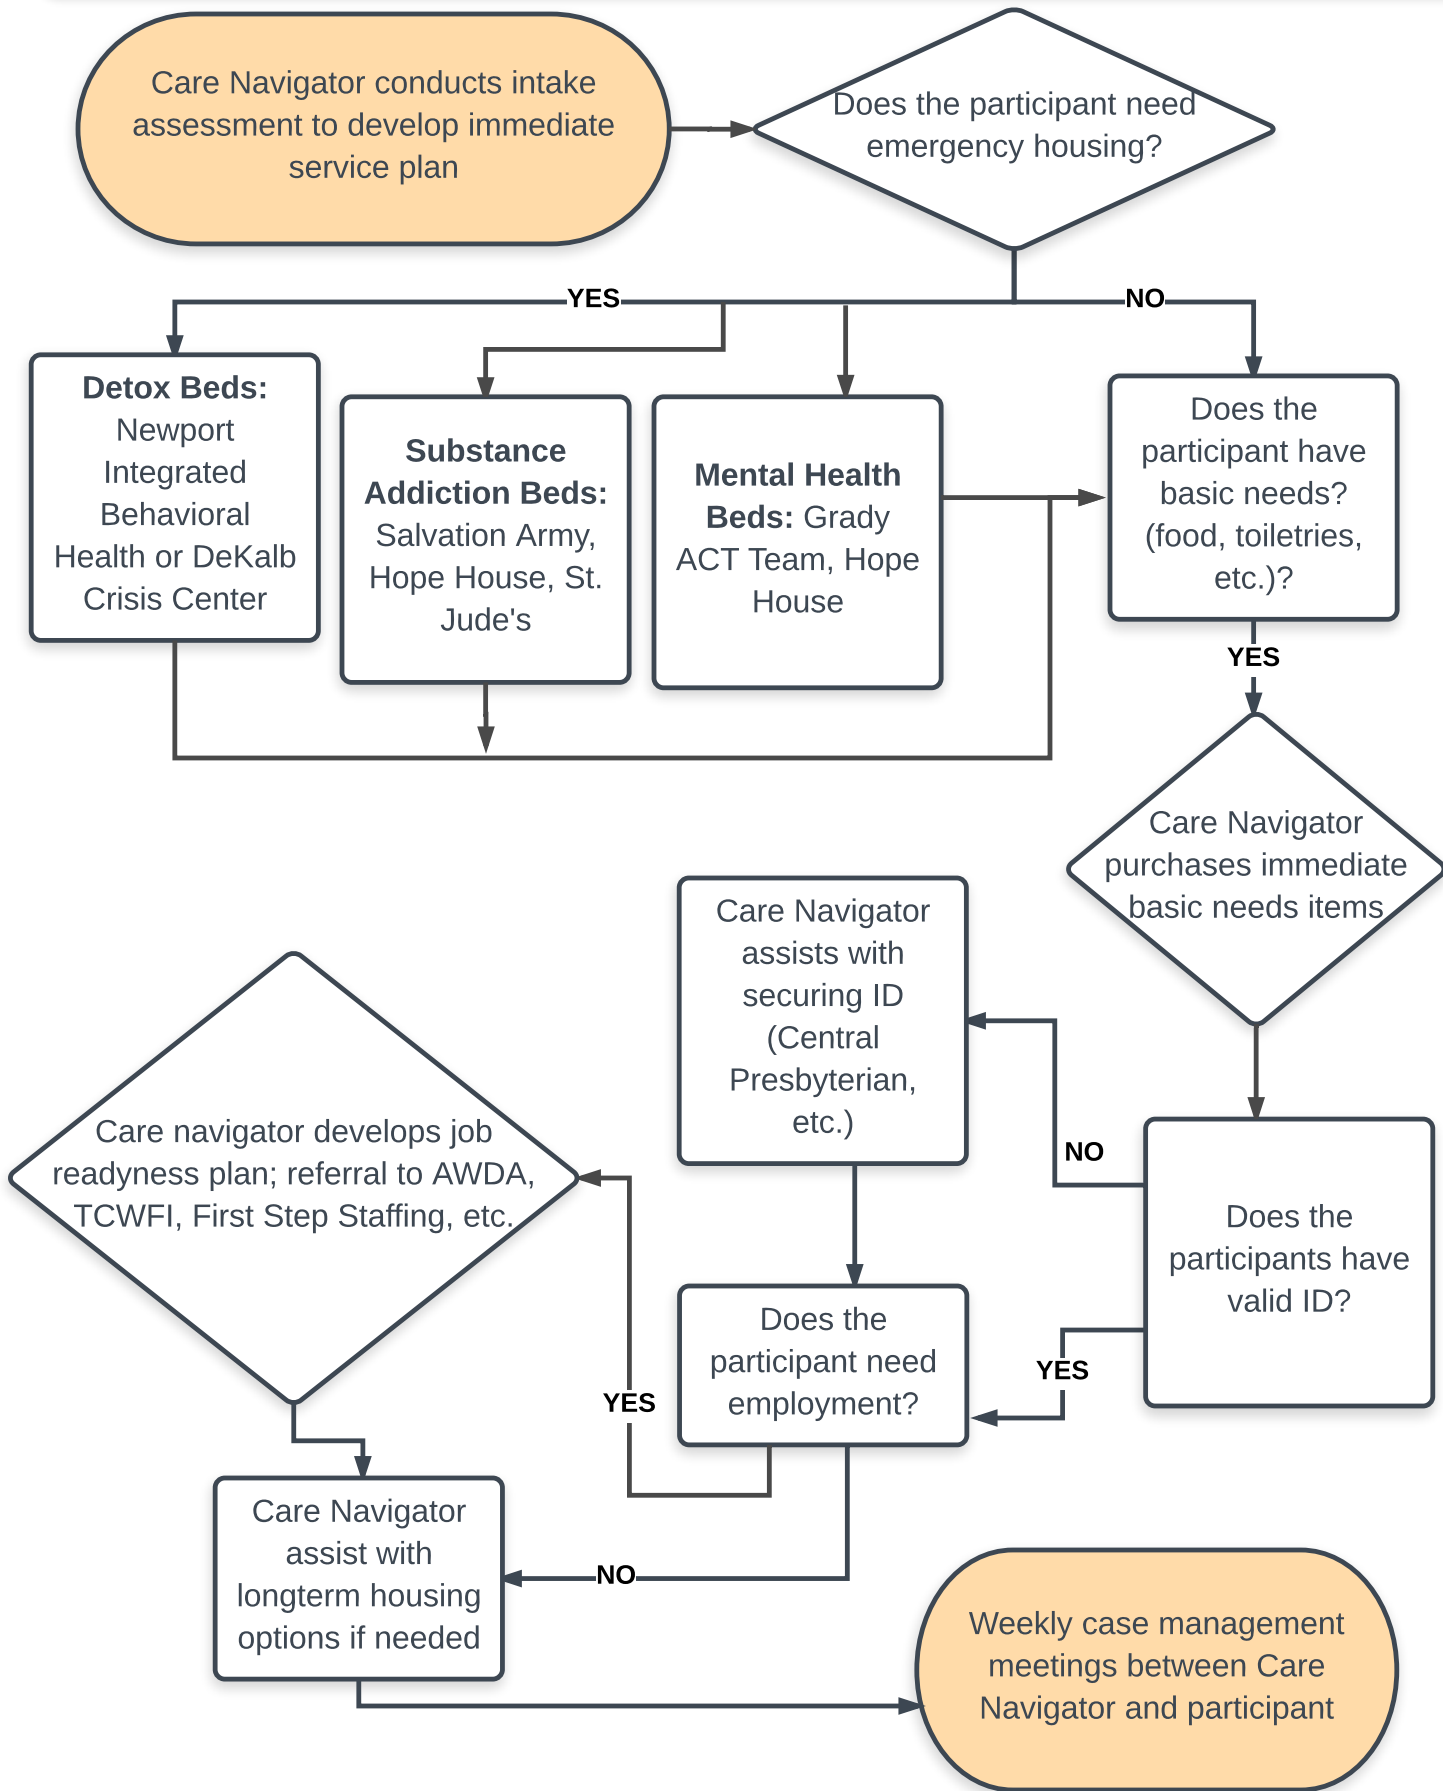 Care Navigator conducts intake
assessment to develop immediate
service plan
Does the participant need
emergency housing?
YES
NO
Detox Beds:
Newport
Integrated
Behavioral
Health or DeKalb
Crisis Center
Substance
Addiction Beds:
Salvation Army,
Hope House, St.
Jude's
Mental Health
Beds: Grady
ACT Team, Hope
House
Does the
participant have
basic needs?
(food, toiletries,
etc.)?
YES
Care Navigator
purchases immediate
basic needs items
Care Navigator
assists with
securing ID
(Central
Presbyterian,
etc.)
NO
Does the
participants have
valid ID?
YES
Care navigator develops job
readyness plan; referral to AWDA,
TCWFI, First Step Staffing, etc.
Does the
participant need
employment?
YES
NO
Care Navigator
assist with
longterm housing
options if needed
Weekly case management
meetings between Care
Navigator and participant